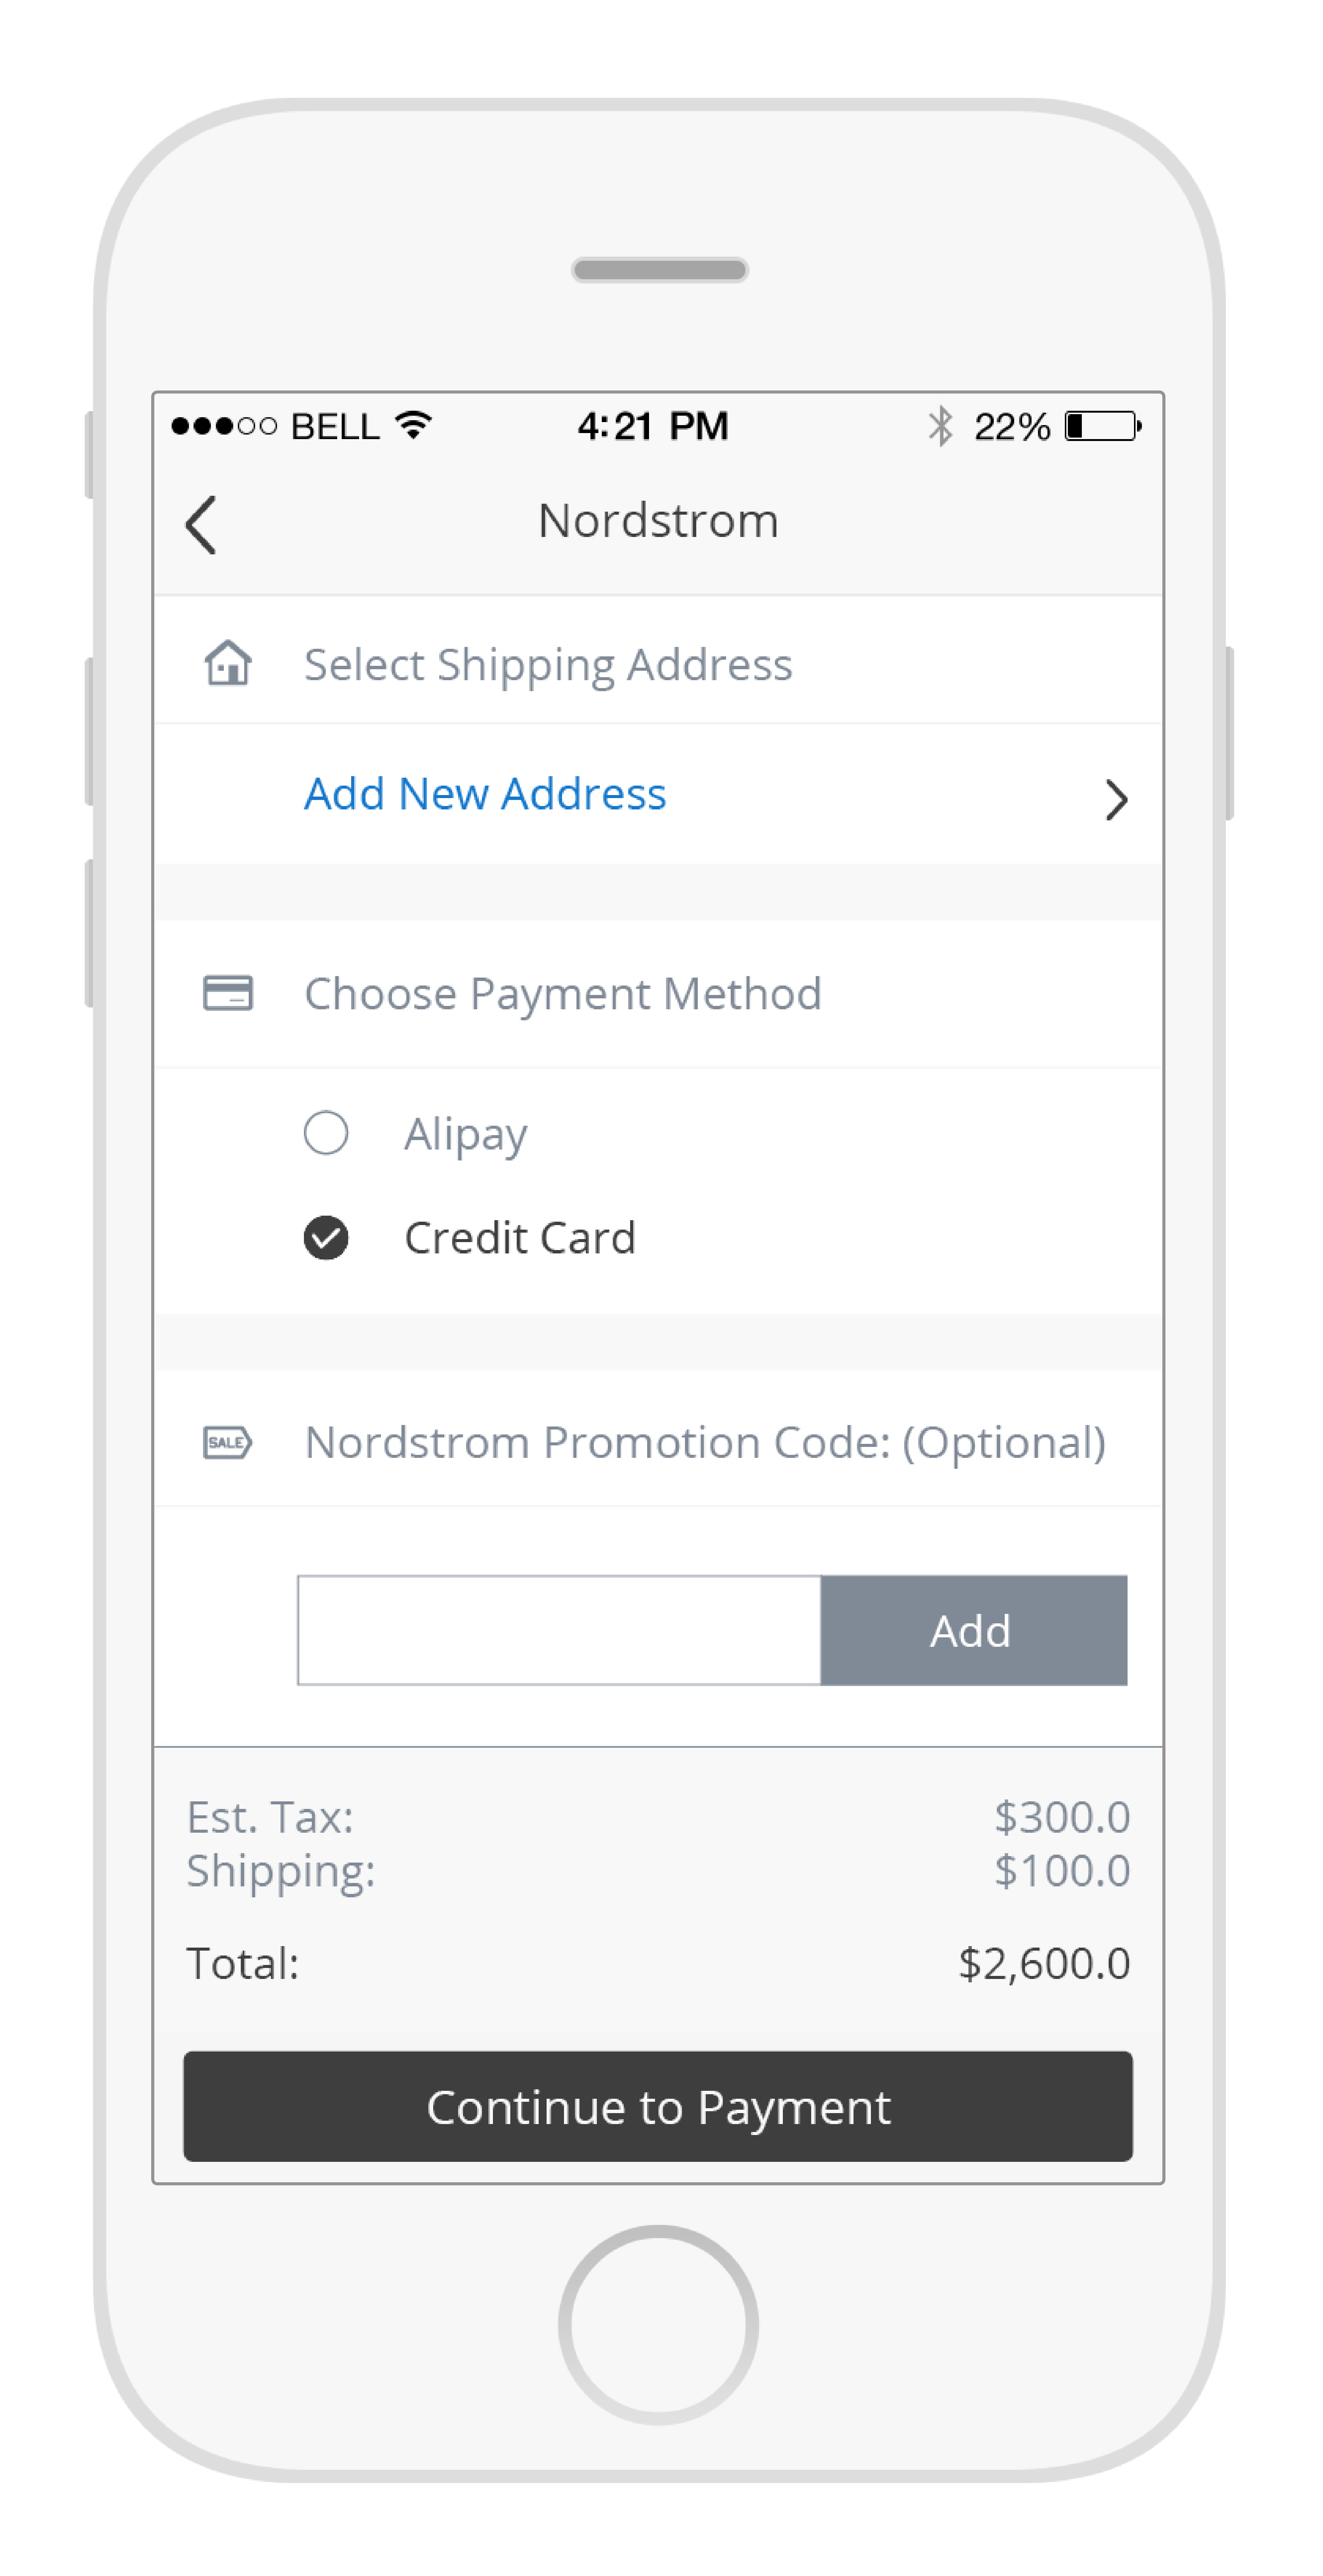 BELL 4:21 PM 22%
Nordstrom
Select Shipping Address
Add New Address
Choose Payment Method
Alipay
Credit Card
SALE Nordstrom Promotion Code: (Optional)
Add
Est. Tax: $300.0
Shipping: $100.0
Total: $2,600.0
Continue to Payment